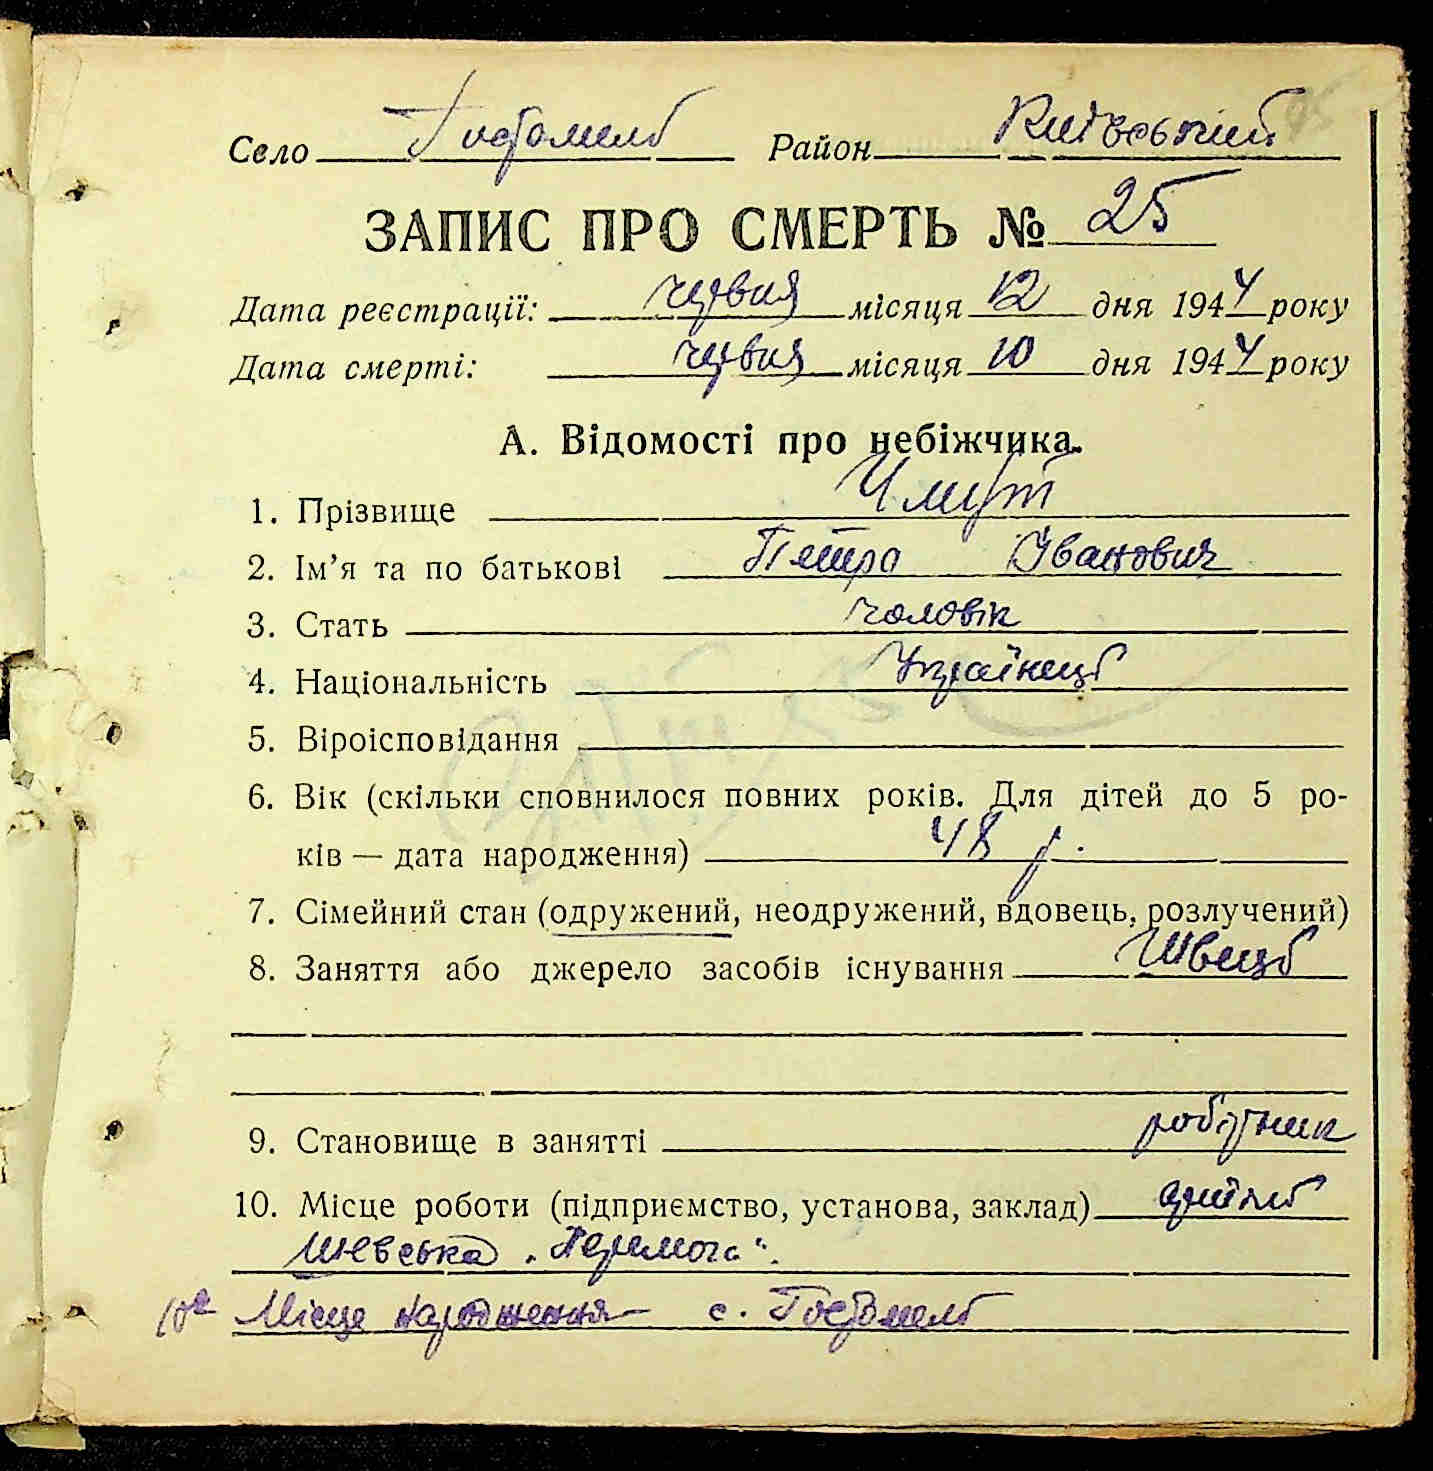 Село Гостомель Район Київський
ЗАПИС ПРО СМЕРТЬ № 25
Дата реєстрації: червня місяця 12 дня 1944 року
Дата смерті: червня місяця 10 дня 1944 року
А. Відомості про небіжчика.
1. Прізвище Чмут
2. Ім’я та по батькові Петро Іванович
3. Стать чоловік
4. Національність Українець
5. Віроісповідання
6. Вік (скільки сповнилося повних років. Для дітей до 5 ро-
ків — дата народження) 48 р.
7. Сімейний стан (одружений, неодружений, вдовець, розлучений)
8. Заняття або джерело засобів існування Швець
9. Становище в занятті робітник
10. Місце роботи (підприємство, установа, заклад) артіль
шевська „Перемога“.
10а Місце народження - с. Гостомель